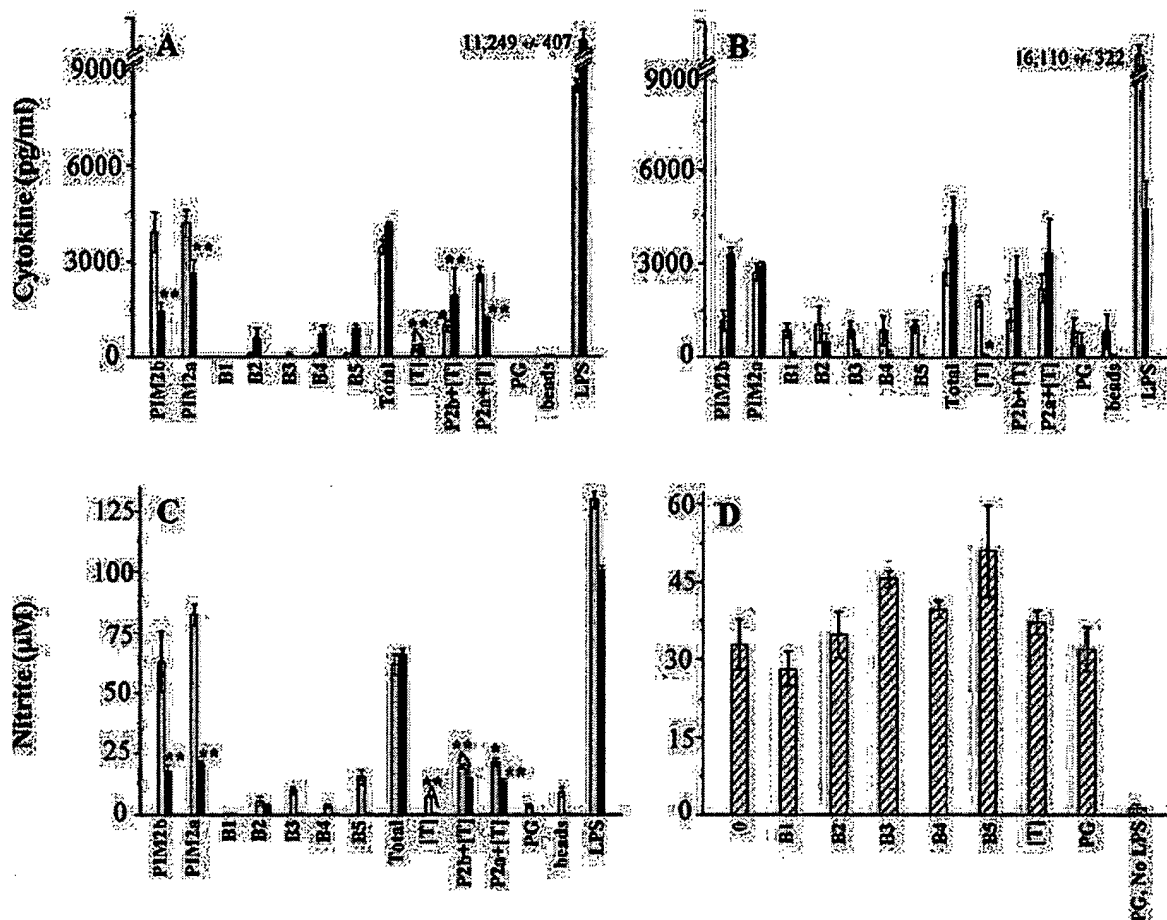 A
11,249 +/- 407
Cytokine (pg/ml)
9000
6000
3000
0
PIM2b
PIM2a
B1
B2
B3
B4
B5
Total
[T]
P2b+[T]
P2a+[T]
PG
beads
LPS
**
**
**
*
**
**
B
16,110 +/- 322
9000
6000
3000
0
PIM2b
PIM2a
B1
B2
B3
B4
B5
Total
[T]
P2b+[T]
P2a+[T]
PG
beads
LPS
*
C
Nitrite (μM)
125
100
75
50
25
0
PIM2b
PIM2a
B1
B2
B3
B4
B5
Total
[T]
P2b+[T]
P2a+[T]
PG
beads
LPS
**
**
**
**
*
**
D
60
45
30
15
0
0
B1
B2
B3
B4
B5
[T]
PG
PG, No LPS